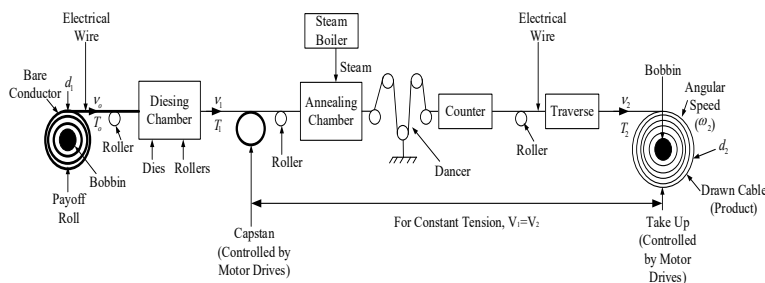 Electrical
Wire
Bare
Conductor
d1
vo
To
Roller
Bobbin
Payoff
Roll
Diesing
Chamber
Dies
Rollers
v1
T1
Capstan
(Controlled by
Motor Drives)
Roller
Steam
Boiler
Steam
Annealing
Chamber
Dancer
Counter
Electrical
Wire
Roller
Traverse
v2
T2
Bobbin
Angular
Speed
(ω2)
d2
Drawn Cable
(Product)
Take Up
(Controlled
by Motor
Drives)
For Constant Tension, V1=V2